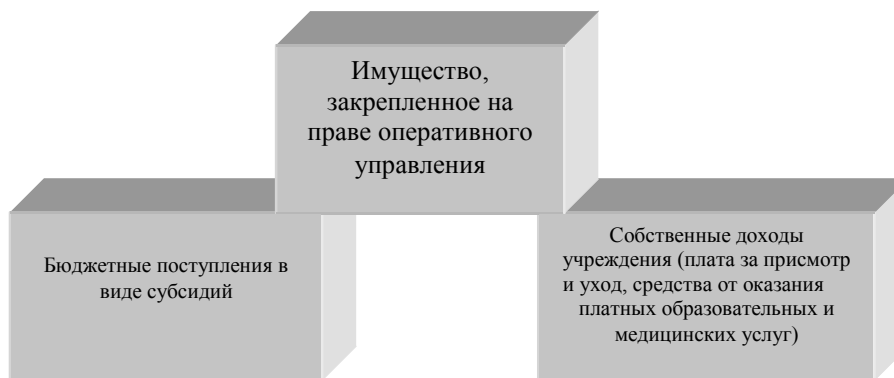 Имущество,
закрепленное на
праве оперативного
управления
Бюджетные поступления в
виде субсидий
Собственные доходы
учреждения (плата за присмотр
и уход, средства от оказания
платных образовательных и
медицинских услуг)